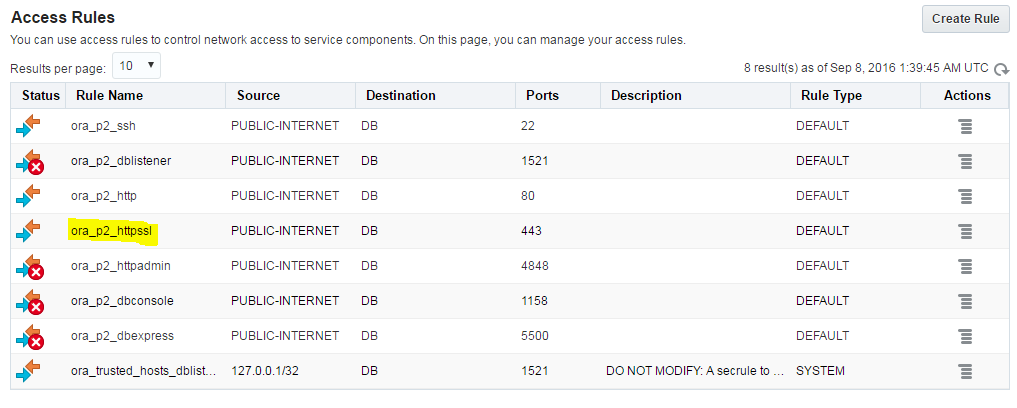 Access Rules
Create Rule
You can use access rules to control network access to service components. On this page, you can manage your access rules.
Results per page: 10
8 result(s) as of Sep 8, 2016 1:39:45 AM UTC
Status Rule Name Source Destination Ports Description Rule Type Actions
ora_p2_ssh PUBLIC-INTERNET DB 22 DEFAULT
ora_p2_dblistener PUBLIC-INTERNET DB 1521 DEFAULT
ora_p2_http PUBLIC-INTERNET DB 80 DEFAULT
ora_p2_httpssl PUBLIC-INTERNET DB 443 DEFAULT
ora_p2_httpadmin PUBLIC-INTERNET DB 4848 DEFAULT
ora_p2_dbconsole PUBLIC-INTERNET DB 1158 DEFAULT
ora_p2_dbexpress PUBLIC-INTERNET DB 5500 DEFAULT
ora_trusted_hosts_dblist... 127.0.0.1/32 DB 1521 DO NOT MODIFY: A secrule to ... SYSTEM